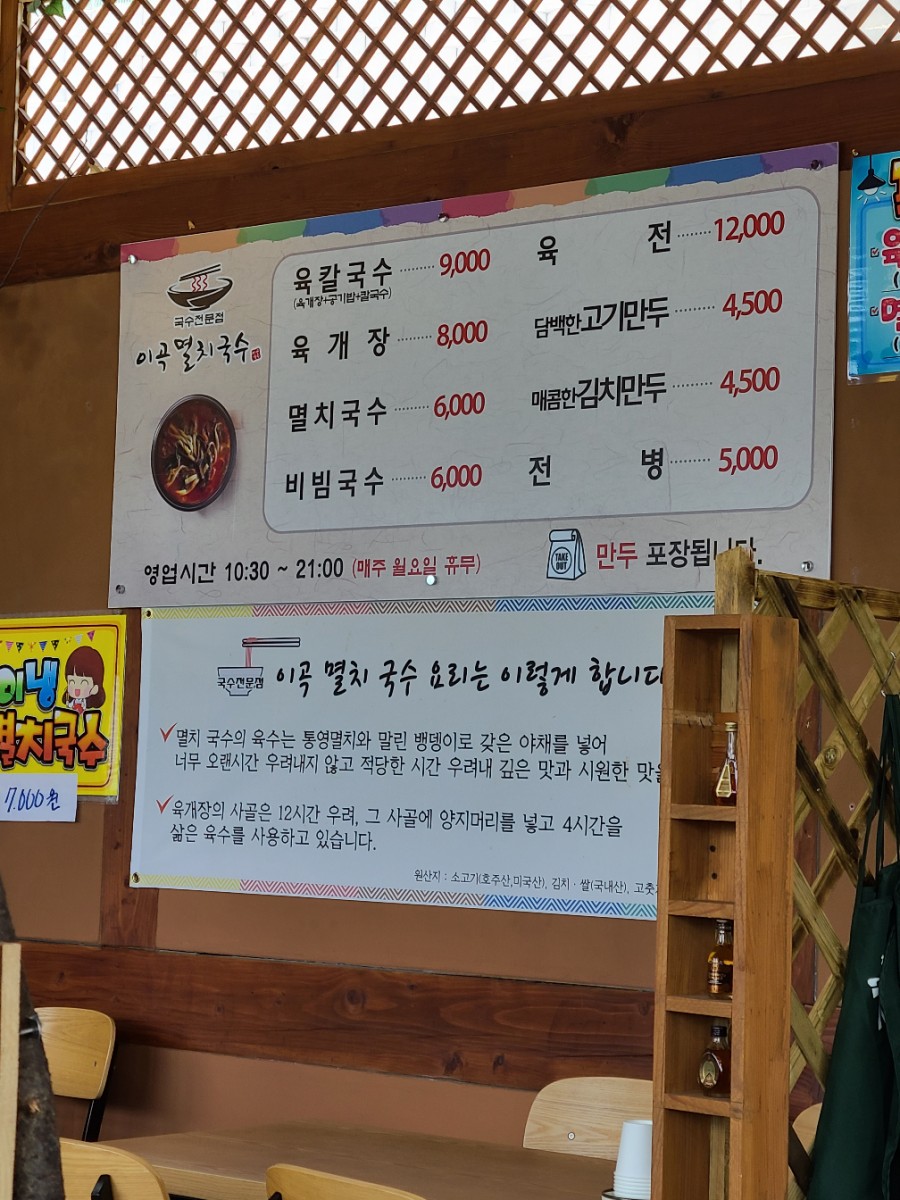 국수전문점
이곡 멸치국수
육칼국수 ········ 9,000
(육개장+공기밥+칼국수)
육개장 ········ 8,000
멸치국수 ········ 6,000
비빔국수 ········ 6,000
육전 ········ 12,000
담백한고기만두 ········ 4,500
매콤한김치만두 ········ 4,500
전병 ········ 5,000
영업시간 10:30 ~ 21:00 (매주 월요일 휴무)
TAKE OUT
만두 포장됩니다.
국수전문점
이곡 멸치 국수 요리는 이렇게 합니다
멸치 국수의 육수는 통영멸치와 말린 뱅뎅이로 갖은 야채를 넣어
너무 오랜시간 우려내지 않고 적당한 시간 우려내 깊은 맛과 시원한 맛을
육개장의 사골은 12시간 우려, 그 사골에 양지머리를 넣고 4시간을
삶은 육수를 사용하고 있습니다.
원산지 : 소고기(호주산,미국산), 김치 · 쌀(국내산), 고춧
냉
멸치국수
7,000원
육